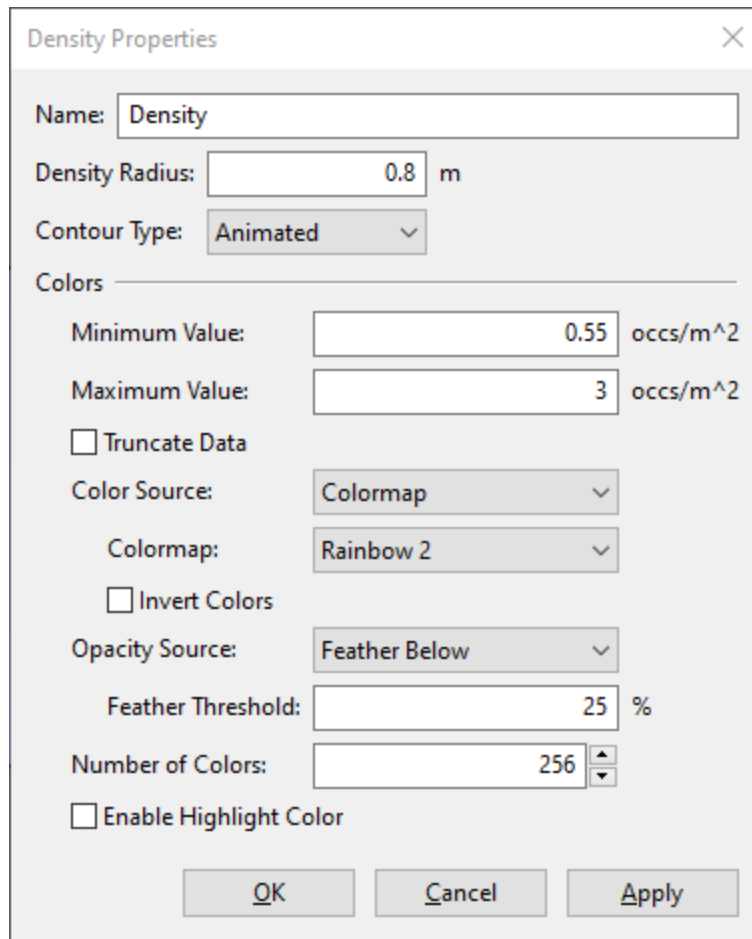 Density Properties
Name: Density
Density Radius: 0.8 m
Contour Type: Animated
Colors
Minimum Value: 0.55 occs/m^2
Maximum Value: 3 occs/m^2
Truncate Data
Color Source: Colormap
Colormap: Rainbow 2
Invert Colors
Opacity Source: Feather Below
Feather Threshold: 25 %
Number of Colors: 256
Enable Highlight Color
OK Cancel Apply